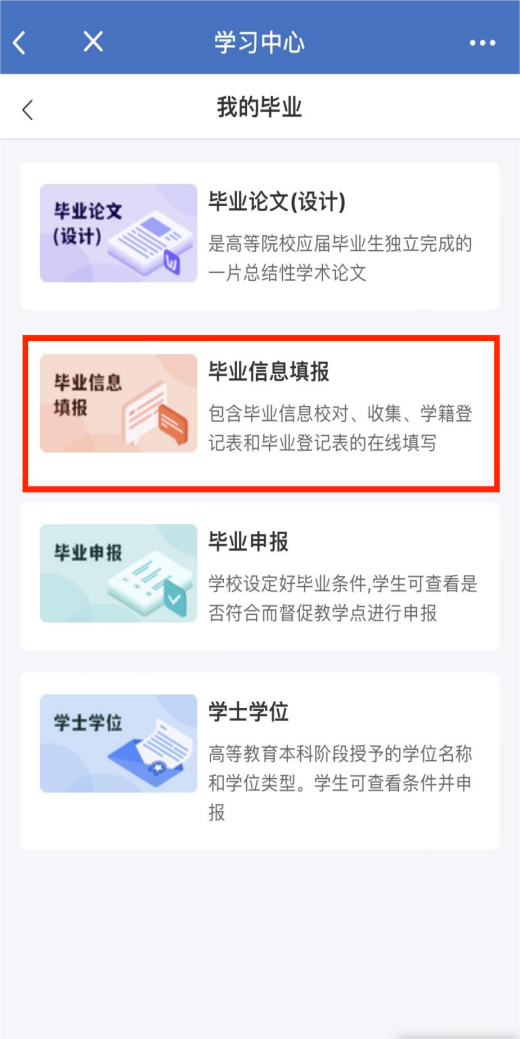 学习中心
我的毕业
毕业论文
(设计)
毕业论文(设计)
是高等院校应届毕业生独立完成的
一片总结性学术论文
毕业信息
填报
毕业信息填报
包含毕业信息校对、收集、学籍登
记表和毕业登记表的在线填写
毕业申报
毕业申报
学校设定好毕业条件,学生可查看是
否符合而督促教学点进行申报
学士学位
学士学位
高等教育本科阶段授予的学位名称
和学位类型。学生可查看条件并申
报